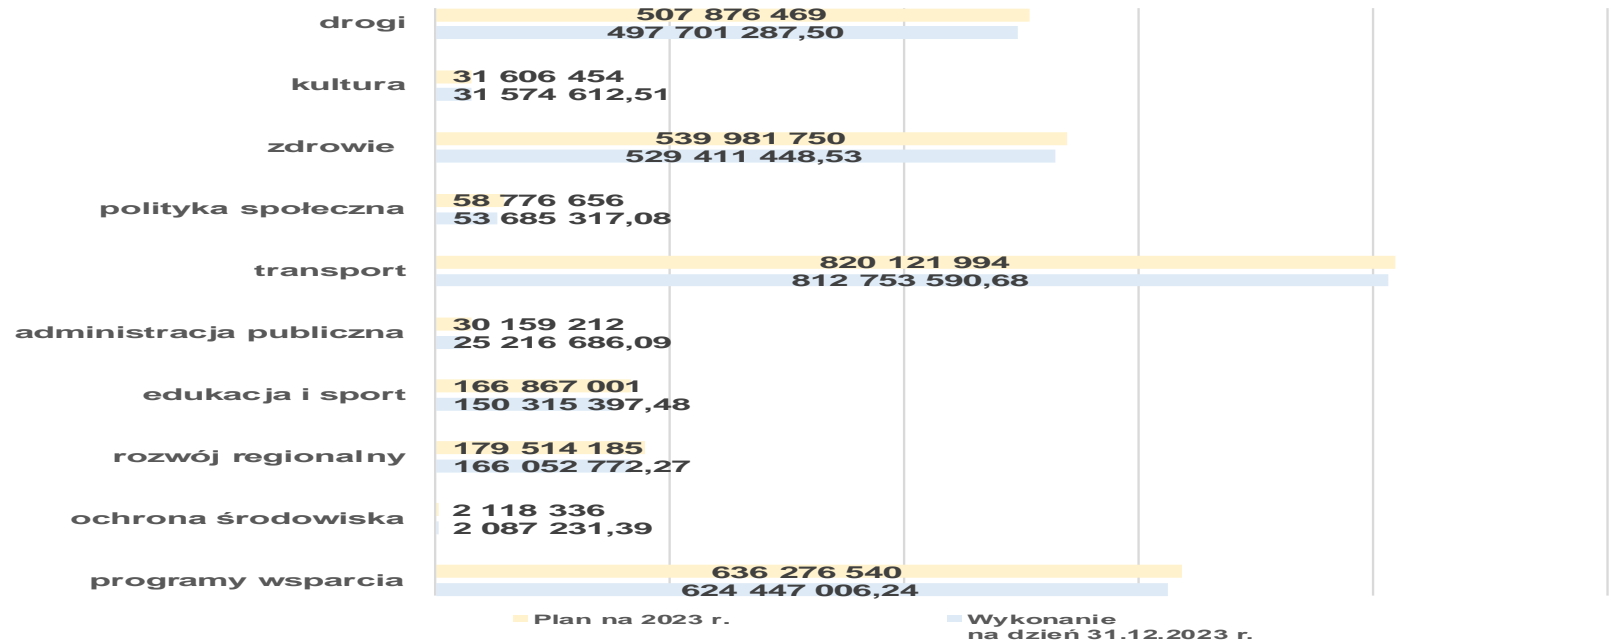 drogi
507 876 469
497 701 287,50
kultura
31 606 454
31 574 612,51
zdrowie
539 981 750
529 411 448,53
polityka społeczna
58 776 656
53 685 317,08
transport
820 121 994
812 753 590,68
administracja publiczna
30 159 212
25 216 686,09
edukacja i sport
166 867 001
150 315 397,48
rozwój regionalny
179 514 185
166 052 772,27
ochrona środowiska
2 118 336
2 087 231,39
programy wsparcia
636 276 540
624 447 006,24
Plan na 2023 r.
Wykonanie
na dzień 31.12.2023 r.